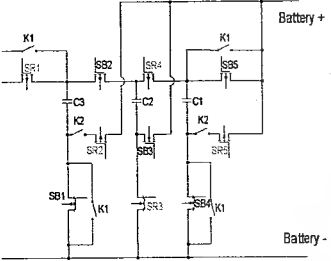 Battery +
K1
K1
SR1
SB2
SR4
SB5
C3
C2
C1
K2
K2
SR2
SB3
SR5
SB1
K1
SR3
SB4
K1
Battery -